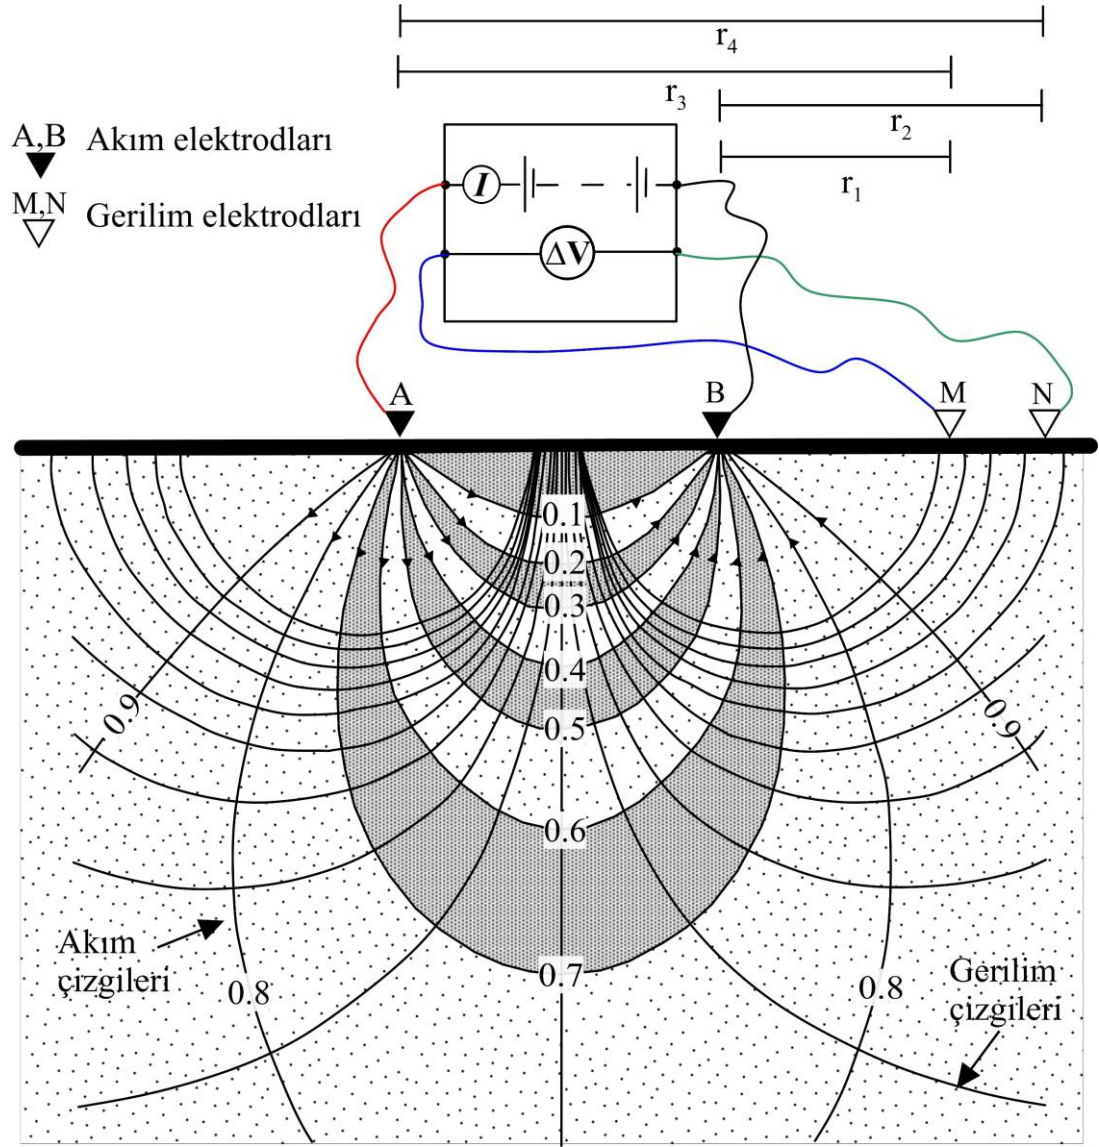 r4
r3
r2
r1
A,B Akım elektrodları
M,N Gerilim elektrodları
I
ΔV
A
B
M
N
0.1
0.2
0.3
0.4
0.5
0.6
0.7
0.9
0.9
0.8
0.8
Akım
çizgileri
Gerilim
çizgileri